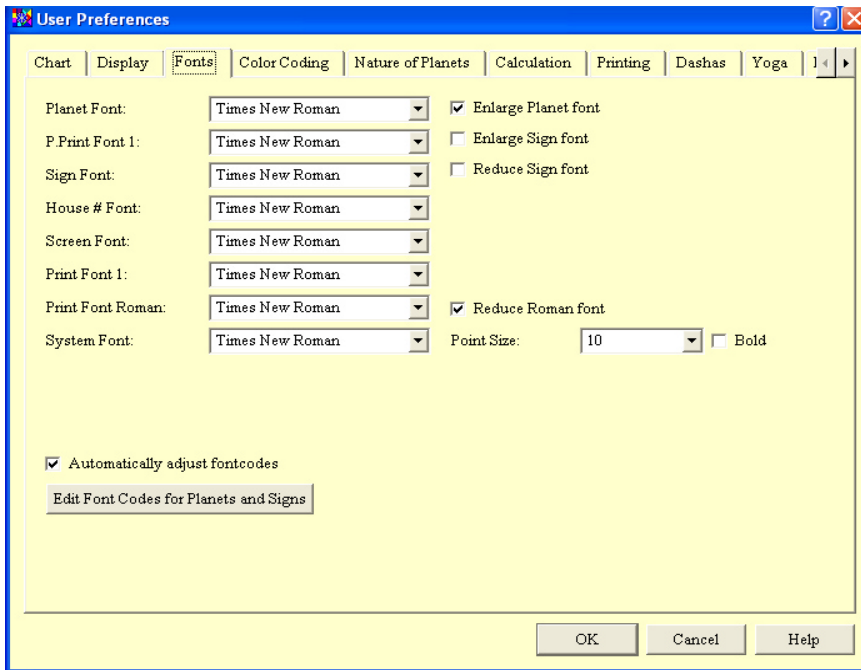 User Preferences
Chart Display Fonts Color Coding Nature of Planets Calculation Printing Dashas Yoga
Planet Font: Times New Roman Enlarge Planet font
P.Print Font 1: Times New Roman Enlarge Sign font
Sign Font: Times New Roman Reduce Sign font
House # Font: Times New Roman
Screen Font: Times New Roman
Print Font 1: Times New Roman
Print Font Roman: Times New Roman Reduce Roman font
System Font: Times New Roman Point Size: 10 Bold
Automatically adjust fontcodes
Edit Font Codes for Planets and Signs
OK Cancel Help